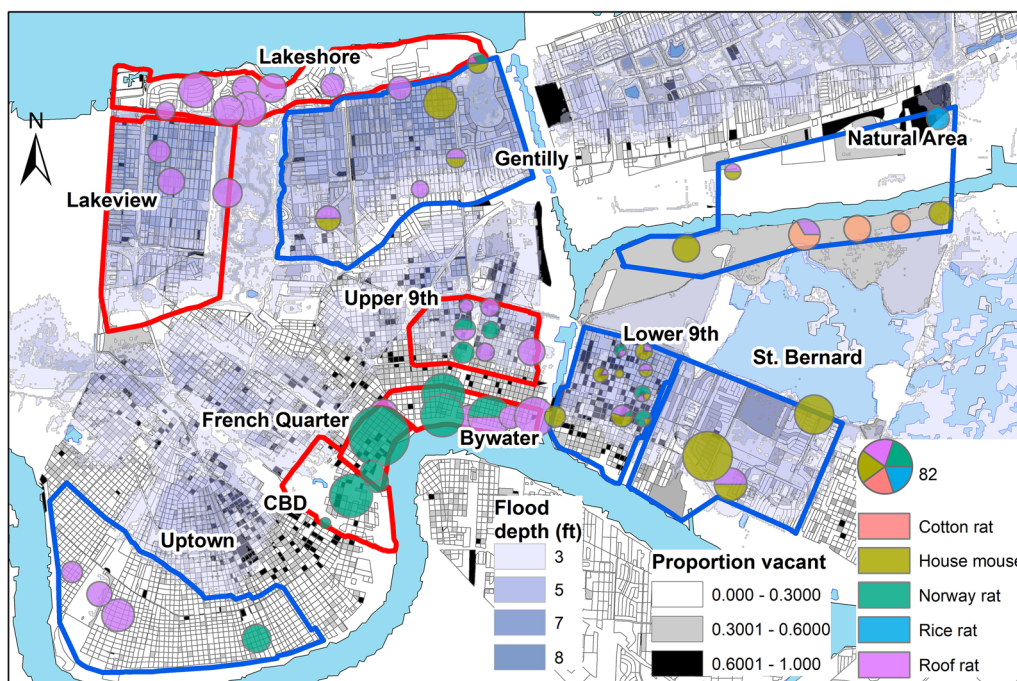 Lakeshore
N
Gentilly
Natural Area
Lakeview
Upper 9th
Lower 9th
St. Bernard
French Quarter
Bywater
CBD
Uptown
Flood
depth (ft)
3
5
7
8
Proportion vacant
0.000 - 0.3000
0.3001 - 0.6000
0.6001 - 1.000
82
Cotton rat
House mouse
Norway rat
Rice rat
Roof rat